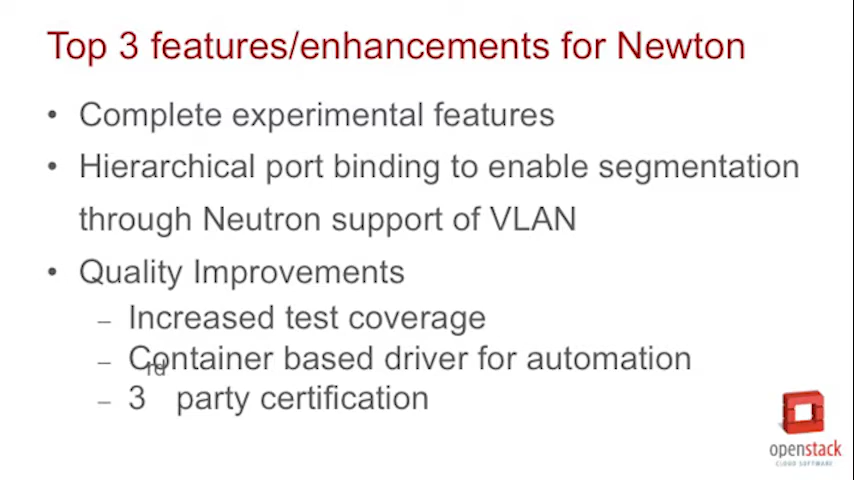 Top 3 features/enhancements for Newton
• Complete experimental features
• Hierarchical port binding to enable segmentation
through Neutron support of VLAN
• Quality Improvements
– Increased test coverage
– Container based driver for automation
– 3rd party certification
openstack
CLOUD SOFTWARE